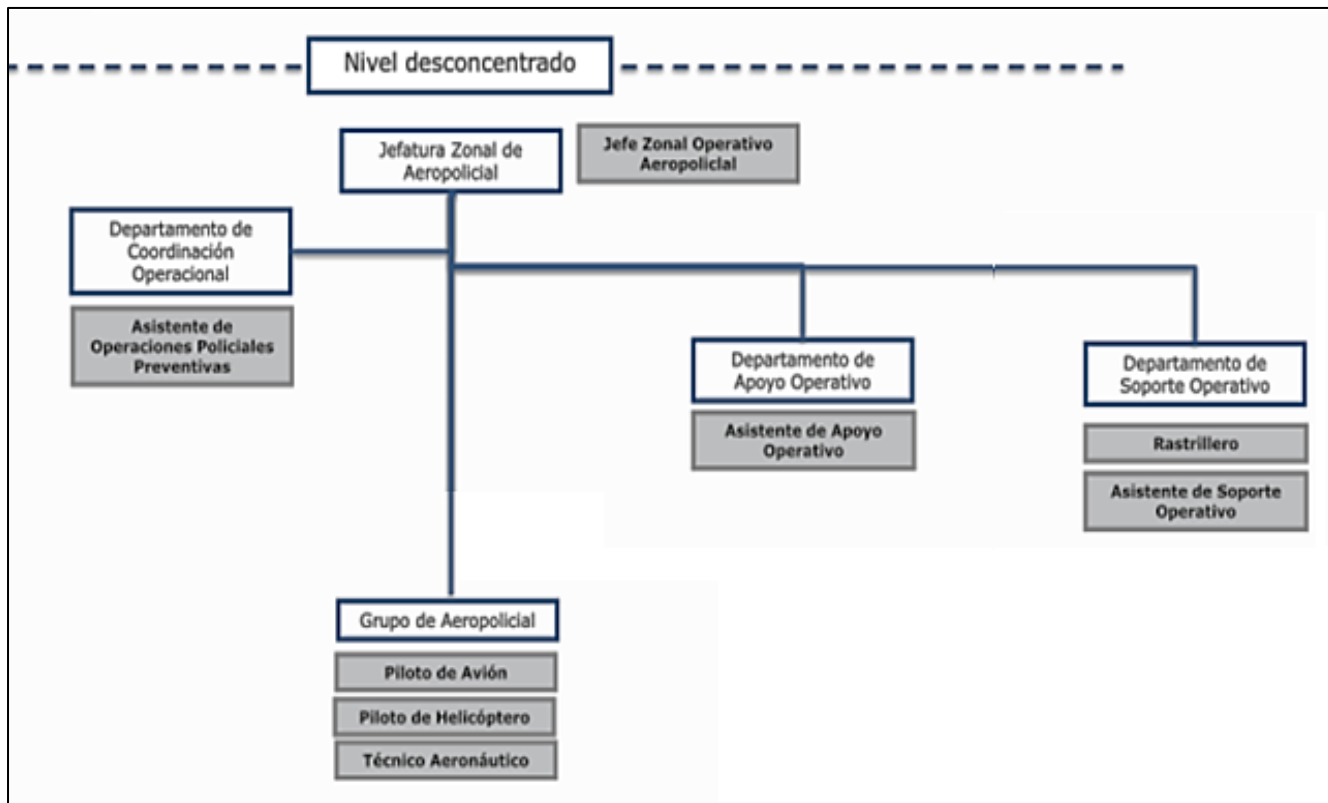 Nivel desconcentrado
Jefatura Zonal de
Aeropolicial
Jefe Zonal Operativo
Aeropolicial
Departamento de
Coordinación
Operacional
Asistente de
Operaciones Policiales
Preventivas
Departamento de
Apoyo Operativo
Asistente de Apoyo
Operativo
Departamento de
Soporte Operativo
Rastrillero
Asistente de Soporte
Operativo
Grupo de Aeropolicial
Piloto de Avión
Piloto de Helicóptero
Técnico Aeronáutico